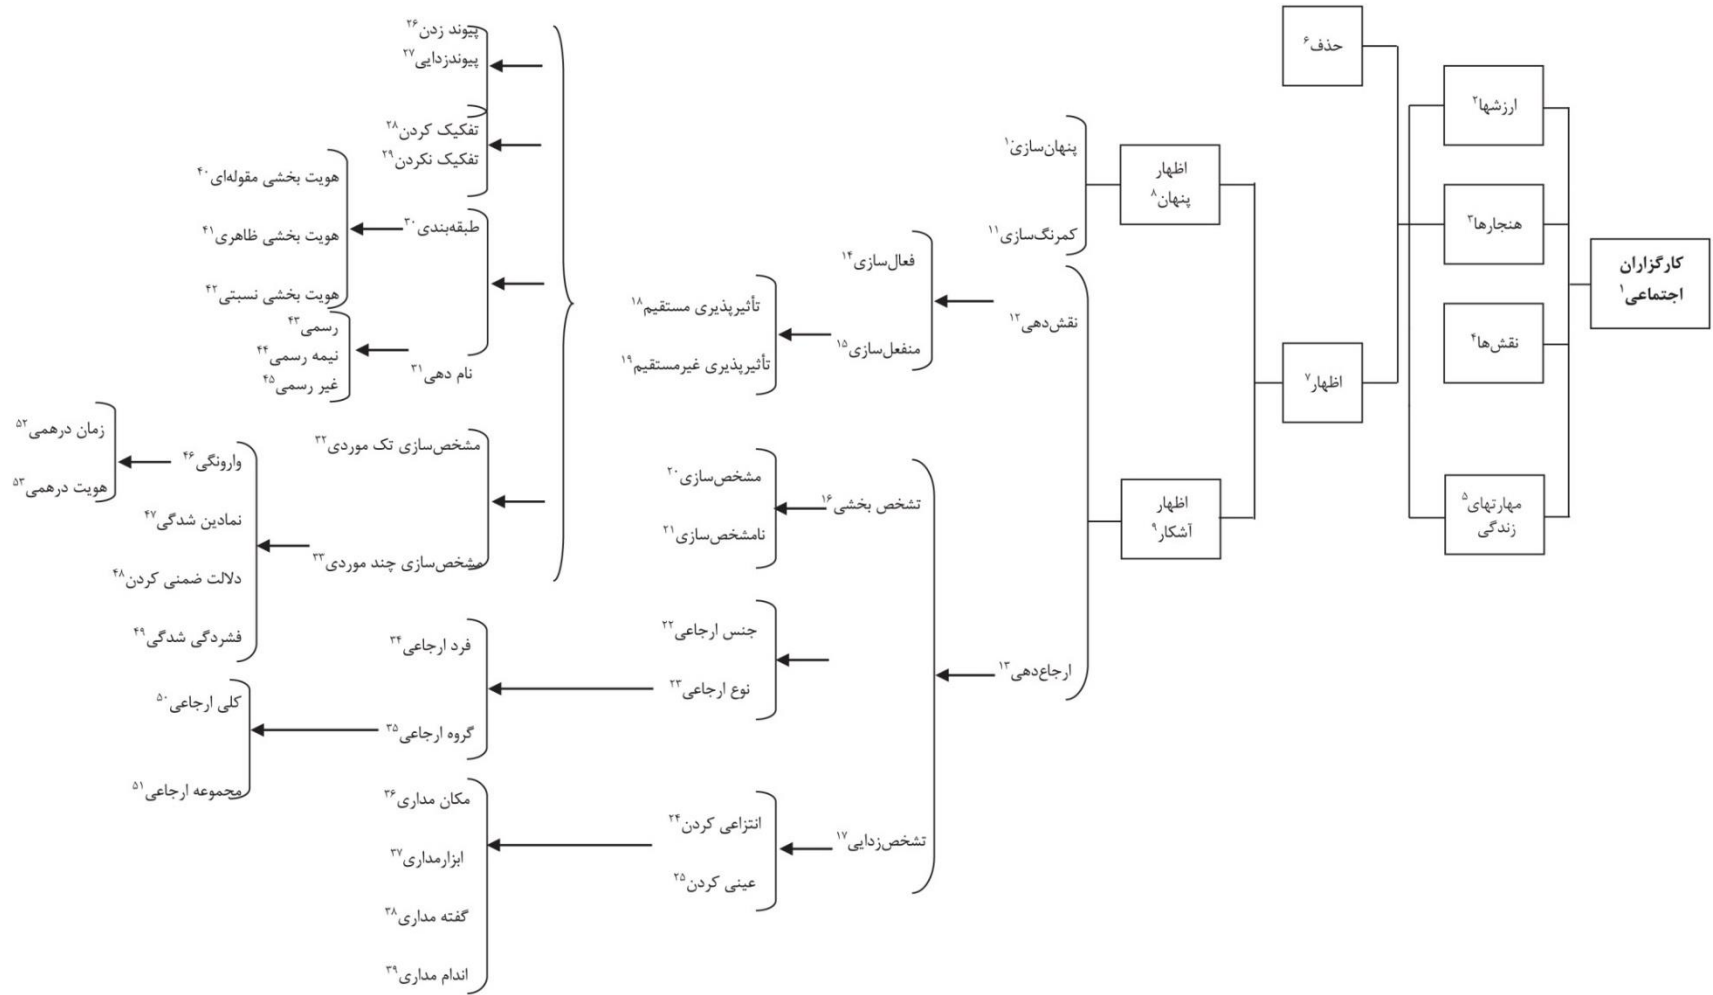 کارگزاران
اجتماعی۱
ارزشها۲
هنجارها۳
نقش‌ها۴
مهارتهای۵
زندگی
حذف۶
اظهار۷
اظهار
پنهان۸
اظهار
آشکار۹
پنهان‌سازی۱۰
کمرنگ‌سازی۱۱
نقش‌دهی۱۲
ارجاع‌دهی۱۳
فعال‌سازی۱۴
منفعل‌سازی۱۵
تشخص بخشی۱۶
تشخص‌زدایی۱۷
تأثیرپذیری مستقیم۱۸
تأثیرپذیری غیرمستقیم۱۹
مشخص‌سازی۲۰
نامشخص‌سازی۲۱
جنس ارجاعی۲۲
نوع ارجاعی۲۳
انتزاعی کردن۲۴
عینی کردن۲۵
پیوند زدن۲۶
پیوندزدایی۲۷
تفکیک کردن۲۸
تفکیک نکردن۲۹
طبقه‌بندی۳۰
نام دهی۳۱
مشخص‌سازی تک موردی۳۲
مشخص‌سازی چند موردی۳۳
فرد ارجاعی۳۴
گروه ارجاعی۳۵
مکان مداری۳۶
ابزارمداری۳۷
گفته مداری۳۸
اندام مداری۳۹
هویت بخشی مقوله‌ای۴۰
هویت بخشی ظاهری۴۱
هویت بخشی نسبتی۴۲
رسمی۴۳
نیمه رسمی۴۴
غیر رسمی۴۵
وارونگی۴۶
نمادین شدگی۴۷
دلالت ضمنی کردن۴۸
فشردگی شدگی۴۹
کلی ارجاعی۵۰
مجموعه ارجاعی۵۱
زمان درهمی۵۲
هویت درهمی۵۳